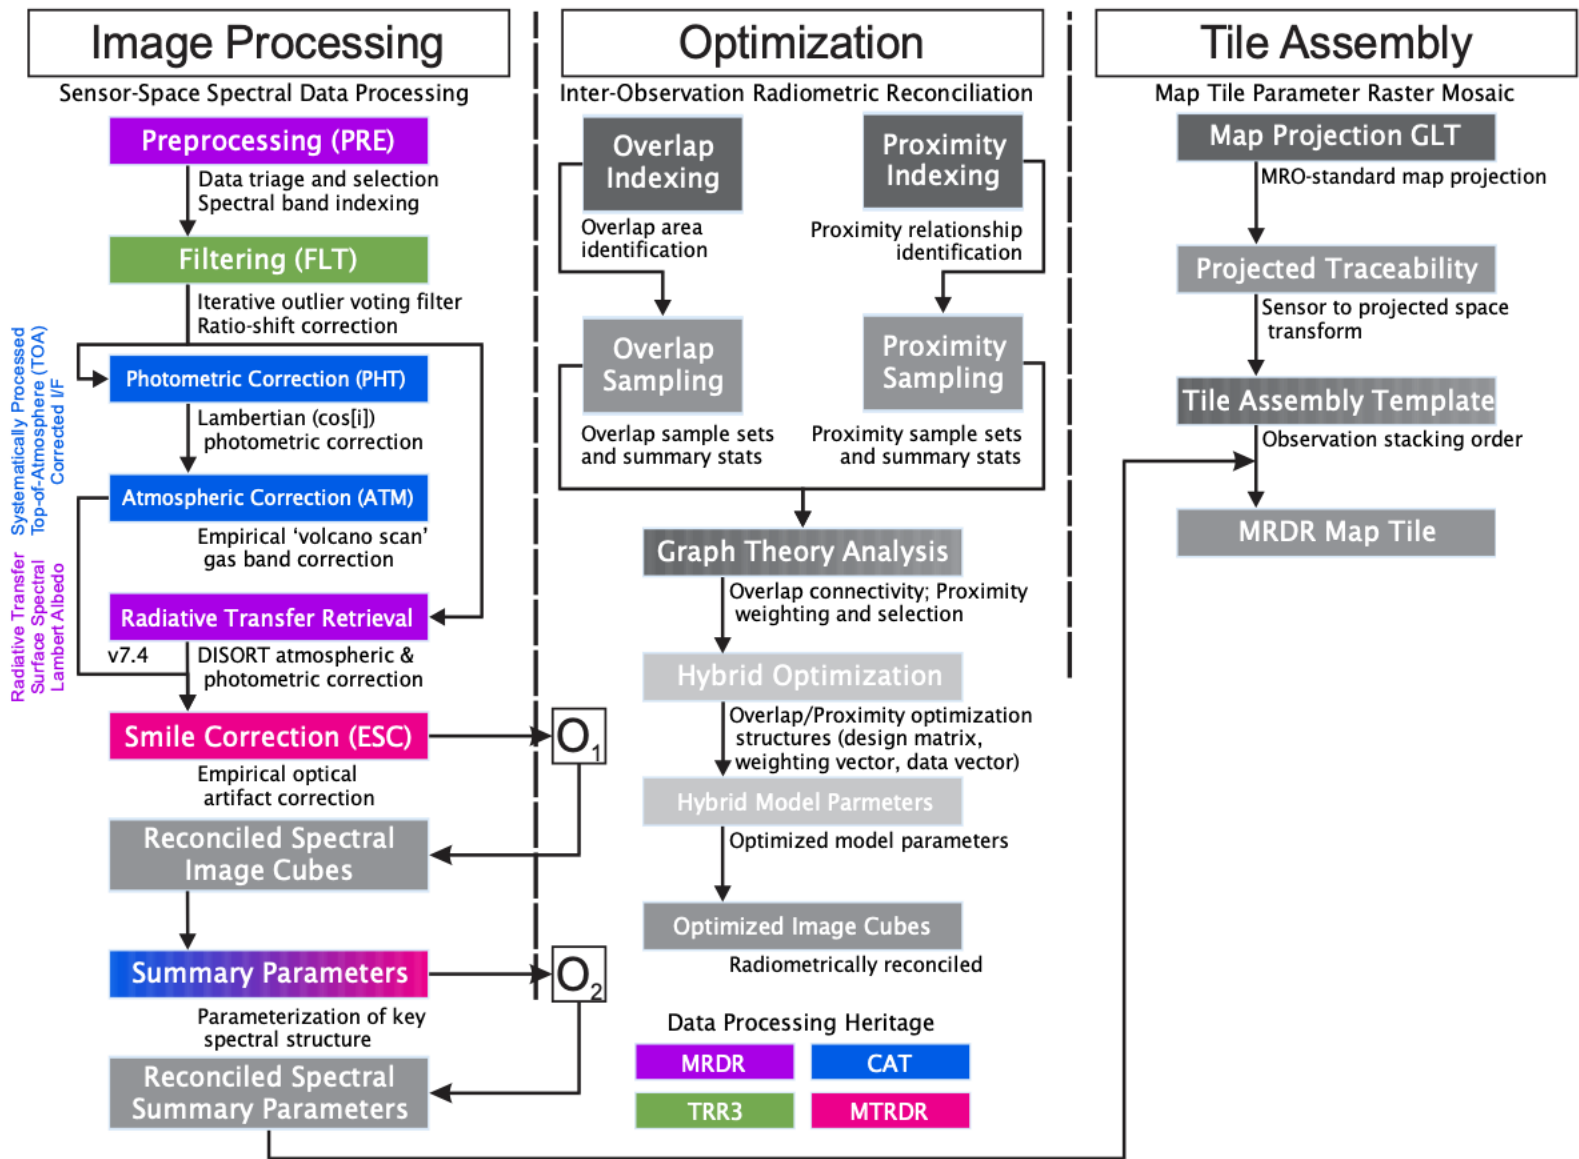 Image Processing
Sensor-Space Spectral Data Processing
Preprocessing (PRE)
Data triage and selection
Spectral band indexing
Filtering (FLT)
Iterative outlier voting filter
Ratio-shift correction
Systematically Processed
Top-of-Atmosphere (TOA)
Corrected I/F
Photometric Correction (PHT)
Lambertian (cos[i])
photometric correction
Atmospheric Correction (ATM)
Empirical ‘volcano scan’
gas band correction
Radiative Transfer
Surface Spectral
Lambert Albedo
Radiative Transfer Retrieval
v7.4
DISORT atmospheric &
photometric correction
Smile Correction (ESC)
Empirical optical
artifact correction
Reconciled Spectral
Image Cubes
Summary Parameters
Parameterization of key
spectral structure
Reconciled Spectral
Summary Parameters
O1
O2
Optimization
Inter-Observation Radiometric Reconciliation
Overlap
Indexing
Overlap area
identification
Proximity
Indexing
Proximity relationship
identification
Overlap
Sampling
Overlap sample sets
and summary stats
Proximity
Sampling
Proximity sample sets
and summary stats
Graph Theory Analysis
Overlap connectivity; Proximity
weighting and selection
Hybrid Optimization
Overlap/Proximity optimization
structures (design matrix,
weighting vector, data vector)
Hybrid Model Parmeters
Optimized model parameters
Optimized Image Cubes
Radiometrically reconciled
Data Processing Heritage
MRDR
CAT
TRR3
MTRDR
Tile Assembly
Map Tile Parameter Raster Mosaic
Map Projection GLT
MRO-standard map projection
Projected Traceability
Sensor to projected space
transform
Tile Assembly Template
Observation stacking order
MRDR Map Tile